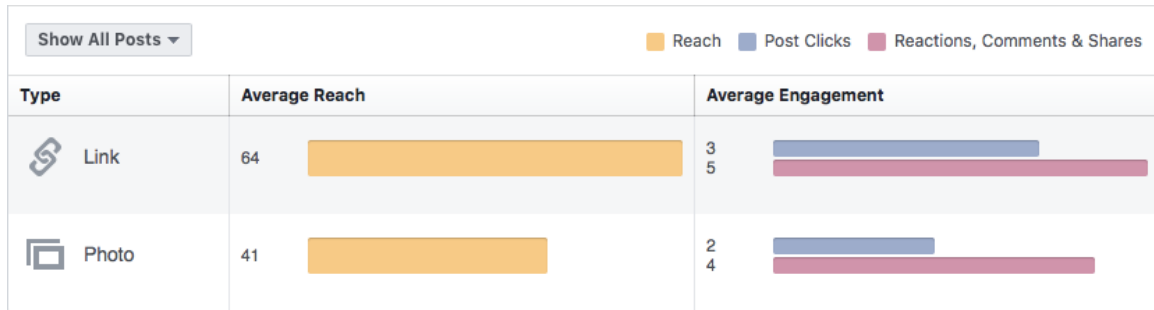 Show All Posts
Reach Post Clicks Reactions, Comments & Shares
Type Average Reach Average Engagement
Link 64 3
5
Photo 41 2
4